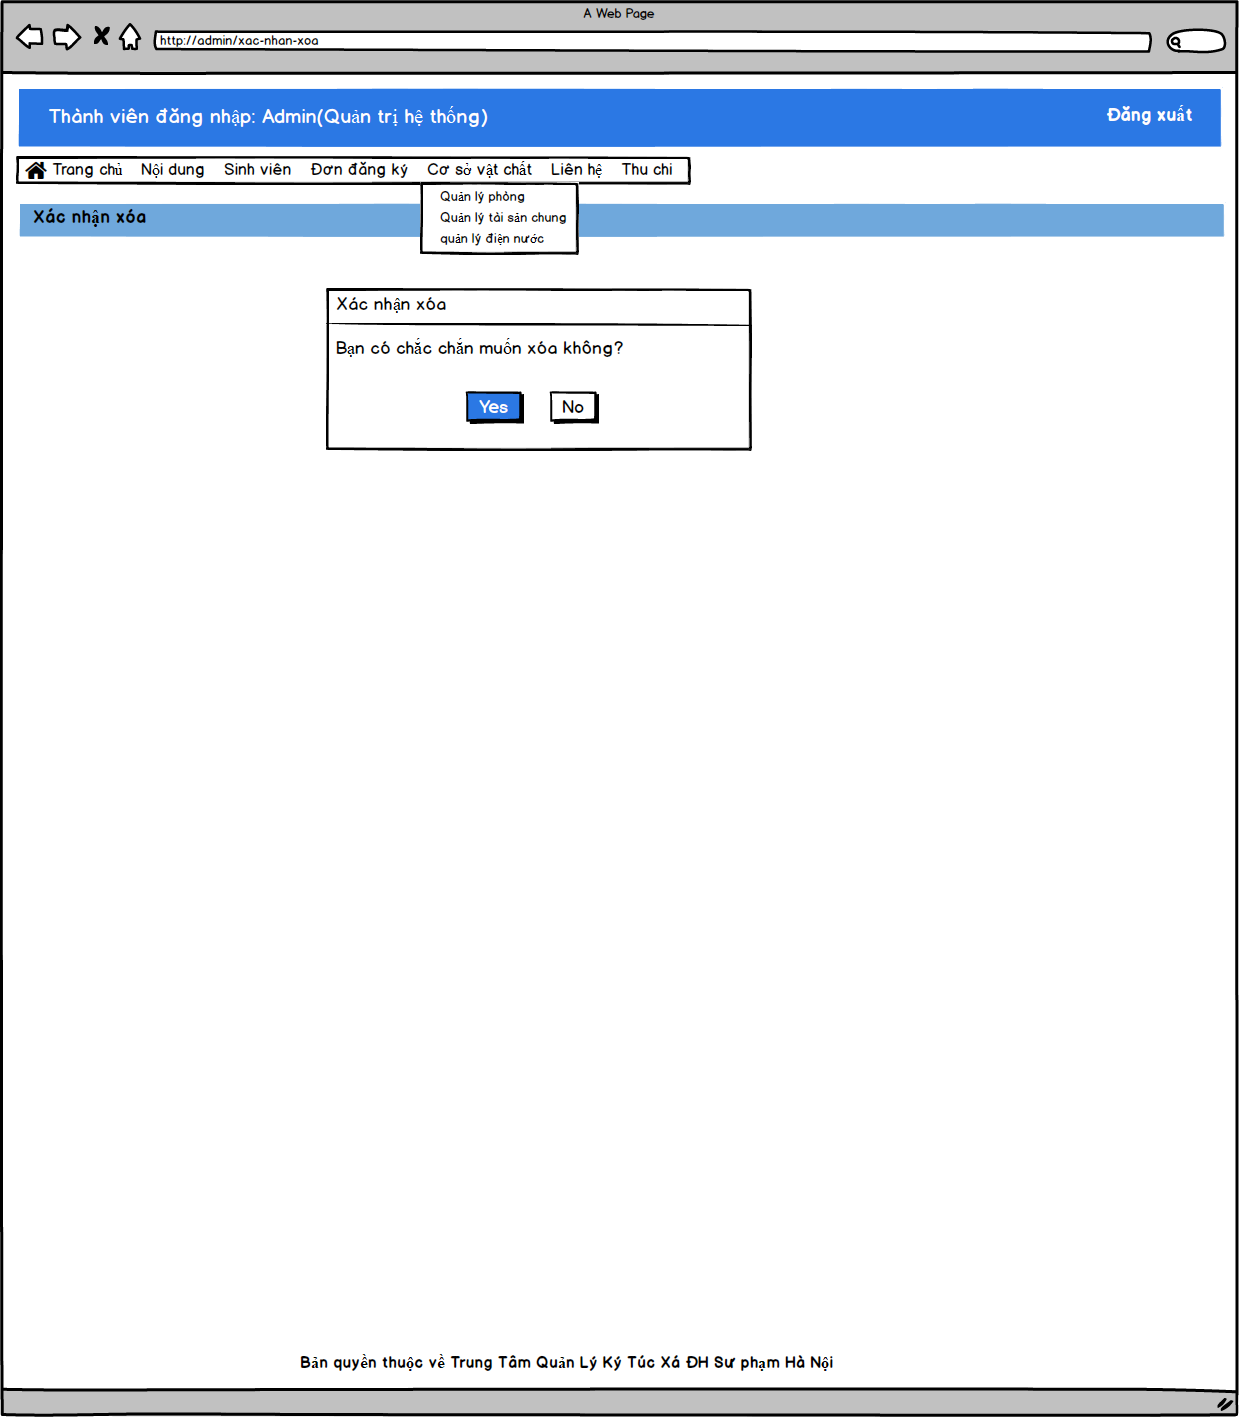 A Web Page
http://admin/xac-nhan-xoa
Thành viên đăng nhập: Admin(Quản trị hệ thống)
Đăng xuất
Trang chủ Nội dung Sinh viên Đơn đăng ký Cơ sở vật chất Liên hệ Thu chi
Quản lý phòng
Quản lý tài sản chung
quản lý điện nước
Xác nhận xóa
Xác nhận xóa
Bạn có chắc chắn muốn xóa không?
Yes No
Bản quyền thuộc về Trung Tâm Quản Lý Ký Túc Xá ĐH Sư phạm Hà Nội